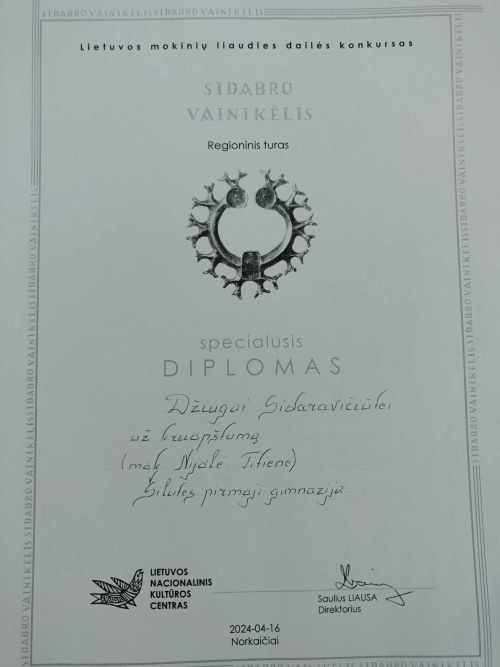 Lietuvos mokinių liaudies dailės konkursas
SIDABRO
VAINIKĖLIS
Regioninis turas
specialusis
DIPLOMAS
Džiugai Sidaravičiūtei
už kruopštumą
(mok. Nijolė Titienė)
Šilutės pirmoji gimnazija
LIETUVOS
NACIONALINIS
KULTŪROS
CENTRAS
Saulius LIAUSA
Direktorius
2024-04-16
Norkaičiai